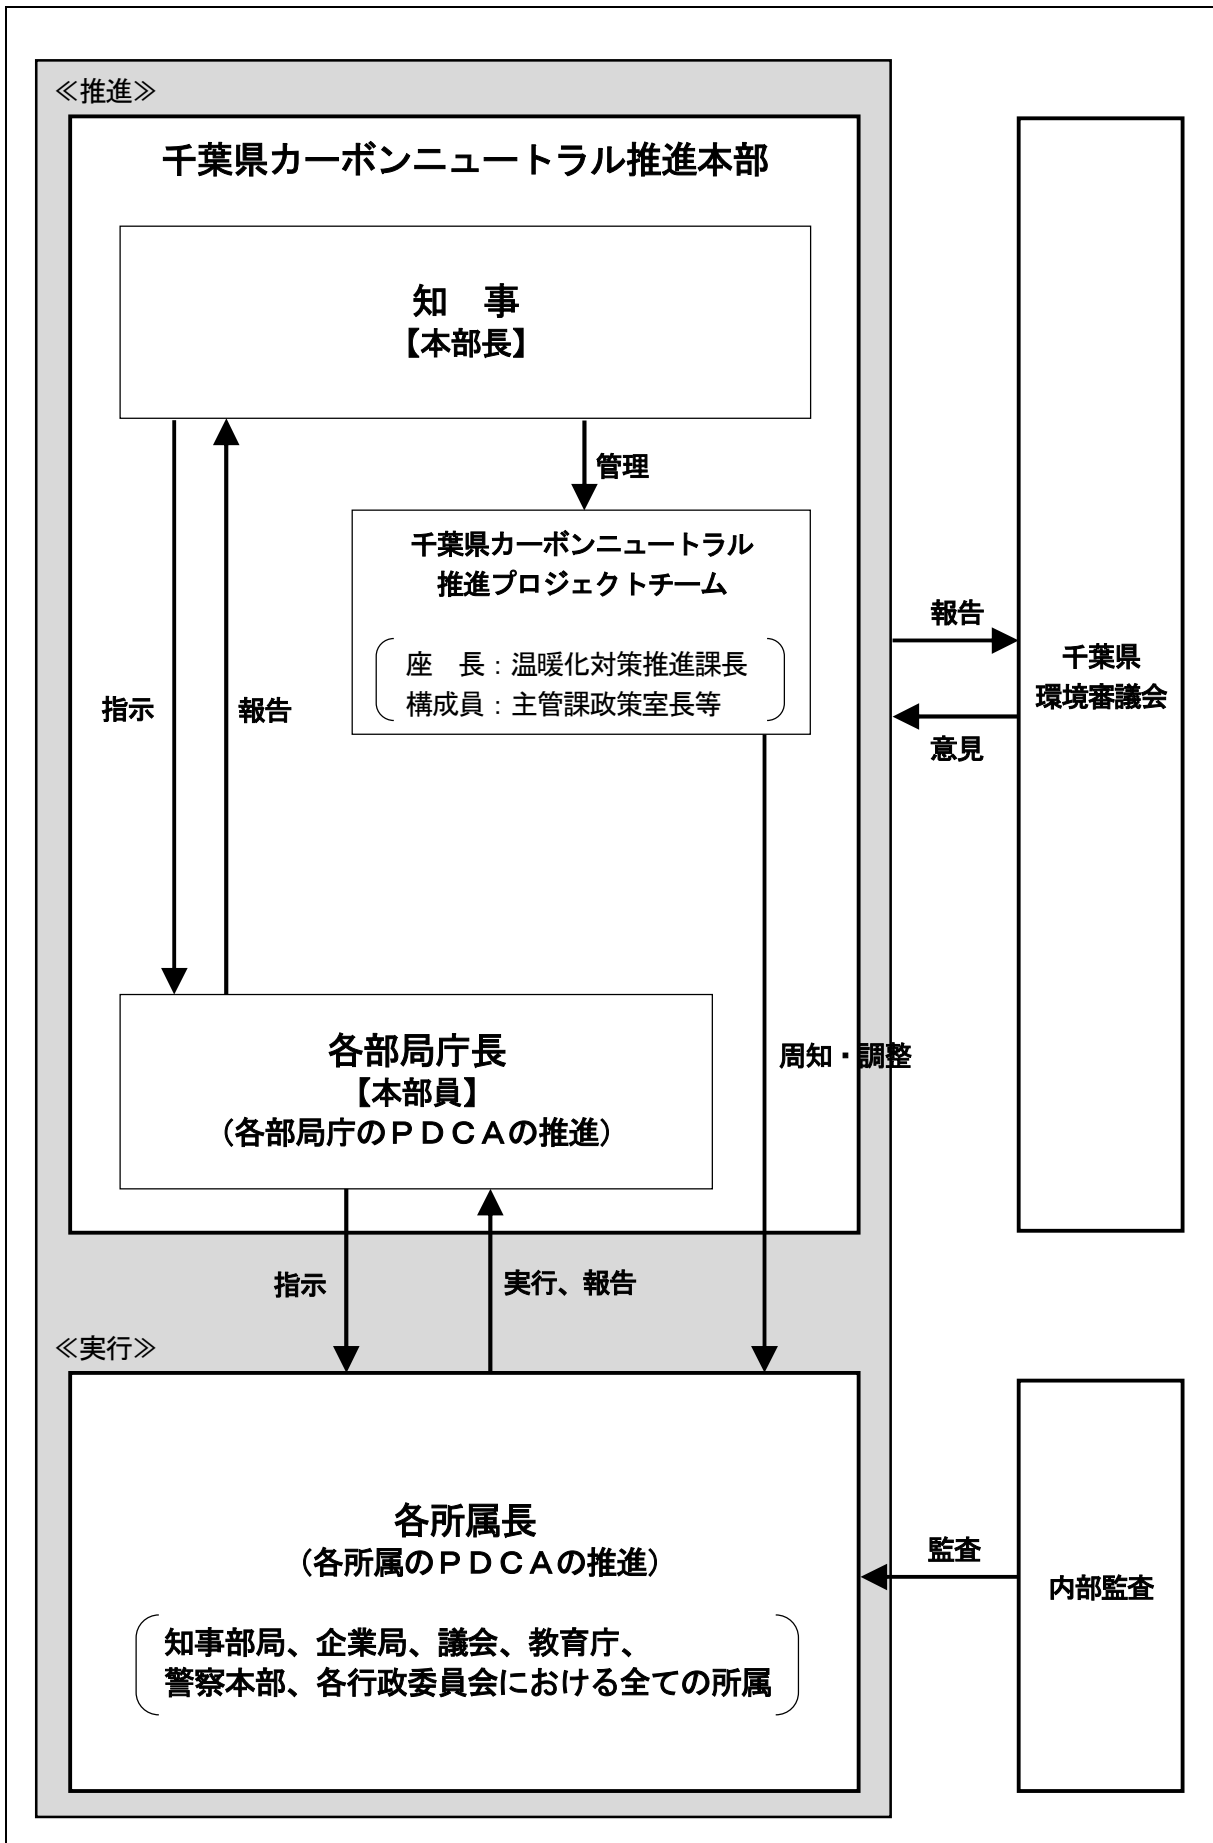 ≪推進≫
千葉県カーボンニュートラル推進本部
知　事
【本部長】
管理
千葉県カーボンニュートラル
推進プロジェクトチーム
座　長：温暖化対策推進課長
構成員：主管課政策室長等
指示
報告
報告
意見
千葉県
環境審議会
各部局庁長
【本部員】
（各部局庁のＰＤＣＡの推進）
周知・調整
指示
実行、報告
≪実行≫
各所属長
（各所属のＰＤＣＡの推進）
知事部局、企業局、議会、教育庁、
警察本部、各行政委員会における全ての所属
監査
内部監査